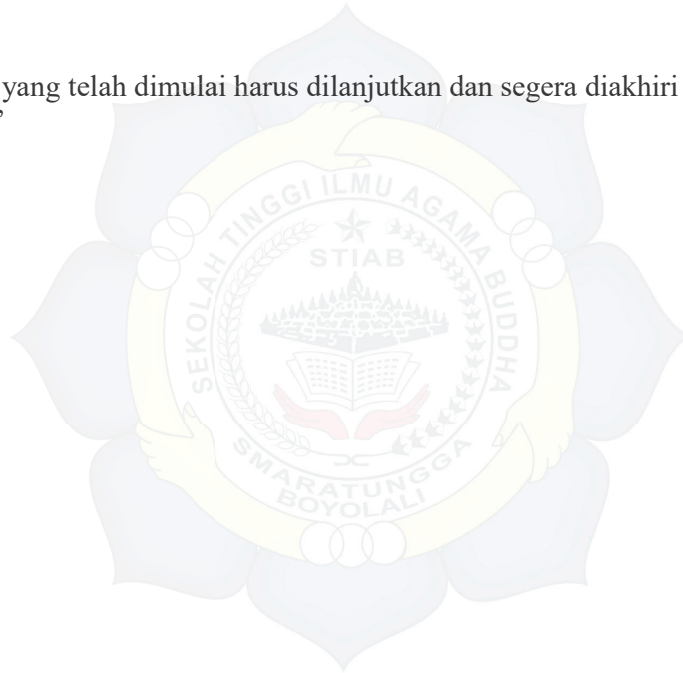 yang telah dimulai harus dilanjutkan dan segera diakhiri
”
SEKOLAH TINGGI ILMU AGAMA BUDDHA
STIAB
SMARATUNGGA
BOYOLALI